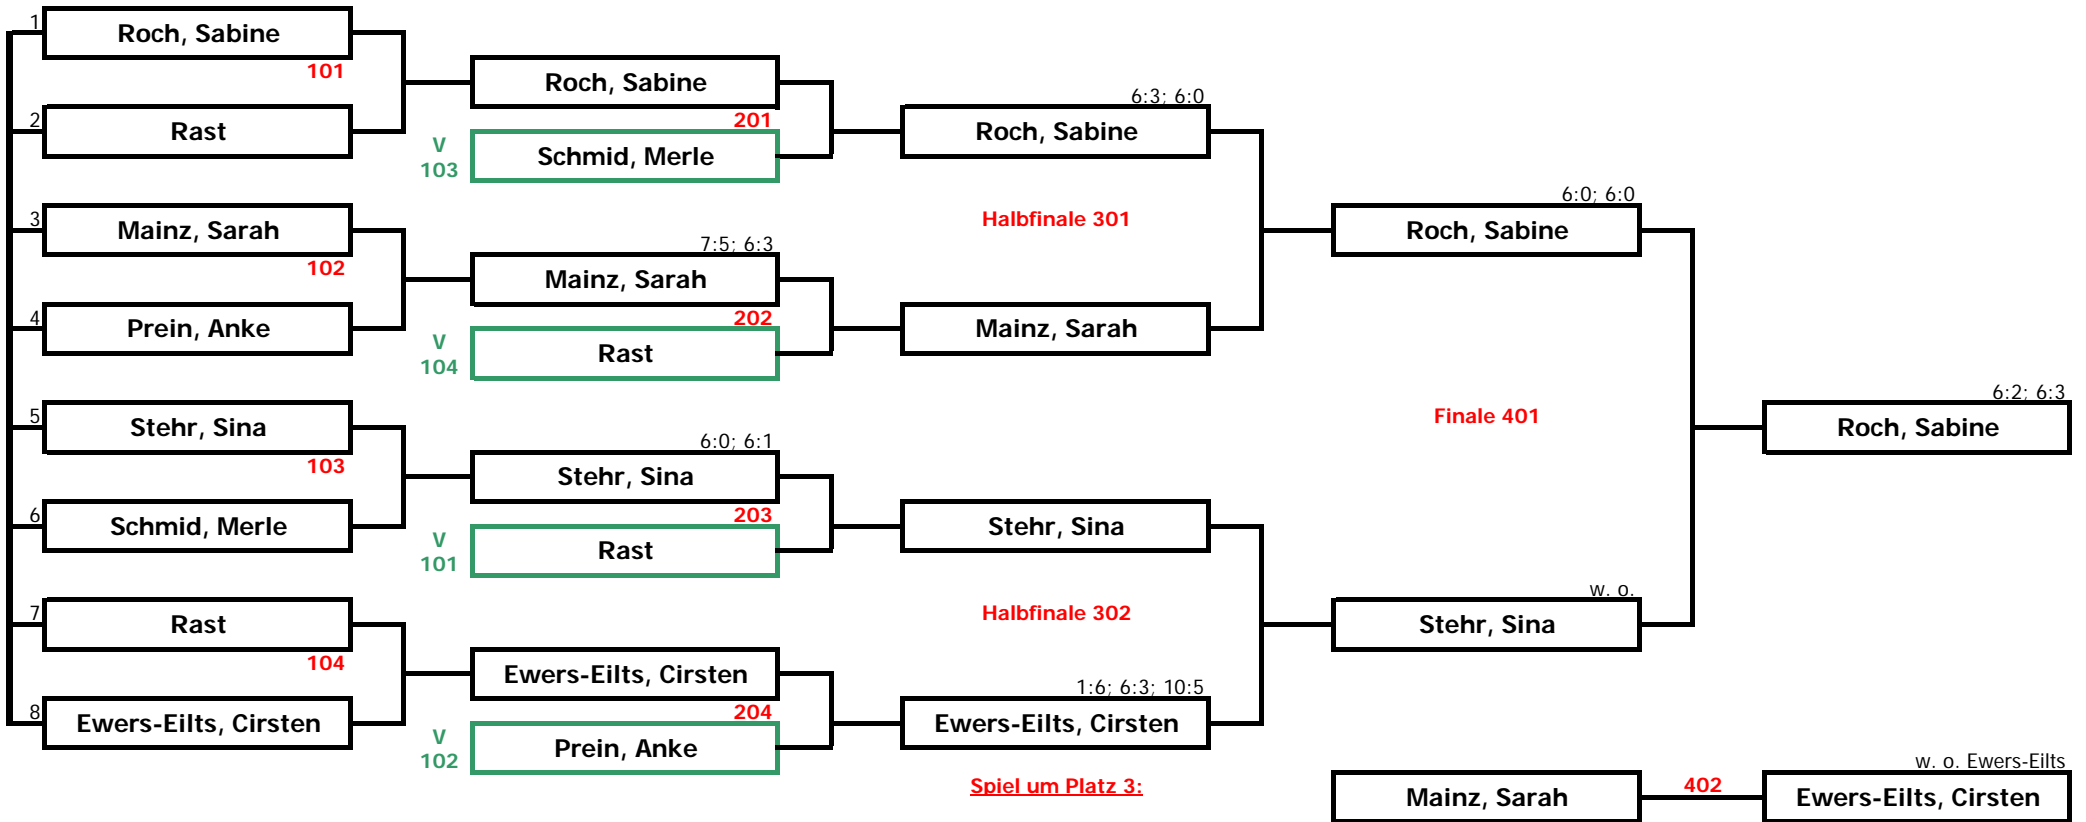 1
Roch, Sabine
101
2
Rast
3
Mainz, Sarah
102
4
Prein, Anke
5
Stehr, Sina
103
6
Schmid, Merle
7
Rast
104
8
Ewers-Eilts, Cirsten
Roch, Sabine
201
V
103
Schmid, Merle
7:5; 6:3
Mainz, Sarah
202
V
104
Rast
6:0; 6:1
Stehr, Sina
203
V
101
Rast
Ewers-Eilts, Cirsten
204
V
102
Prein, Anke
6:3; 6:0
Roch, Sabine
Halbfinale 301
Mainz, Sarah
Stehr, Sina
Halbfinale 302
1:6; 6:3; 10:5
Ewers-Eilts, Cirsten
6:0; 6:0
Roch, Sabine
Finale 401
w. o.
Stehr, Sina
6:2; 6:3
Roch, Sabine
Spiel um Platz 3:
Mainz, Sarah
402
w. o. Ewers-Eilts
Ewers-Eilts, Cirsten